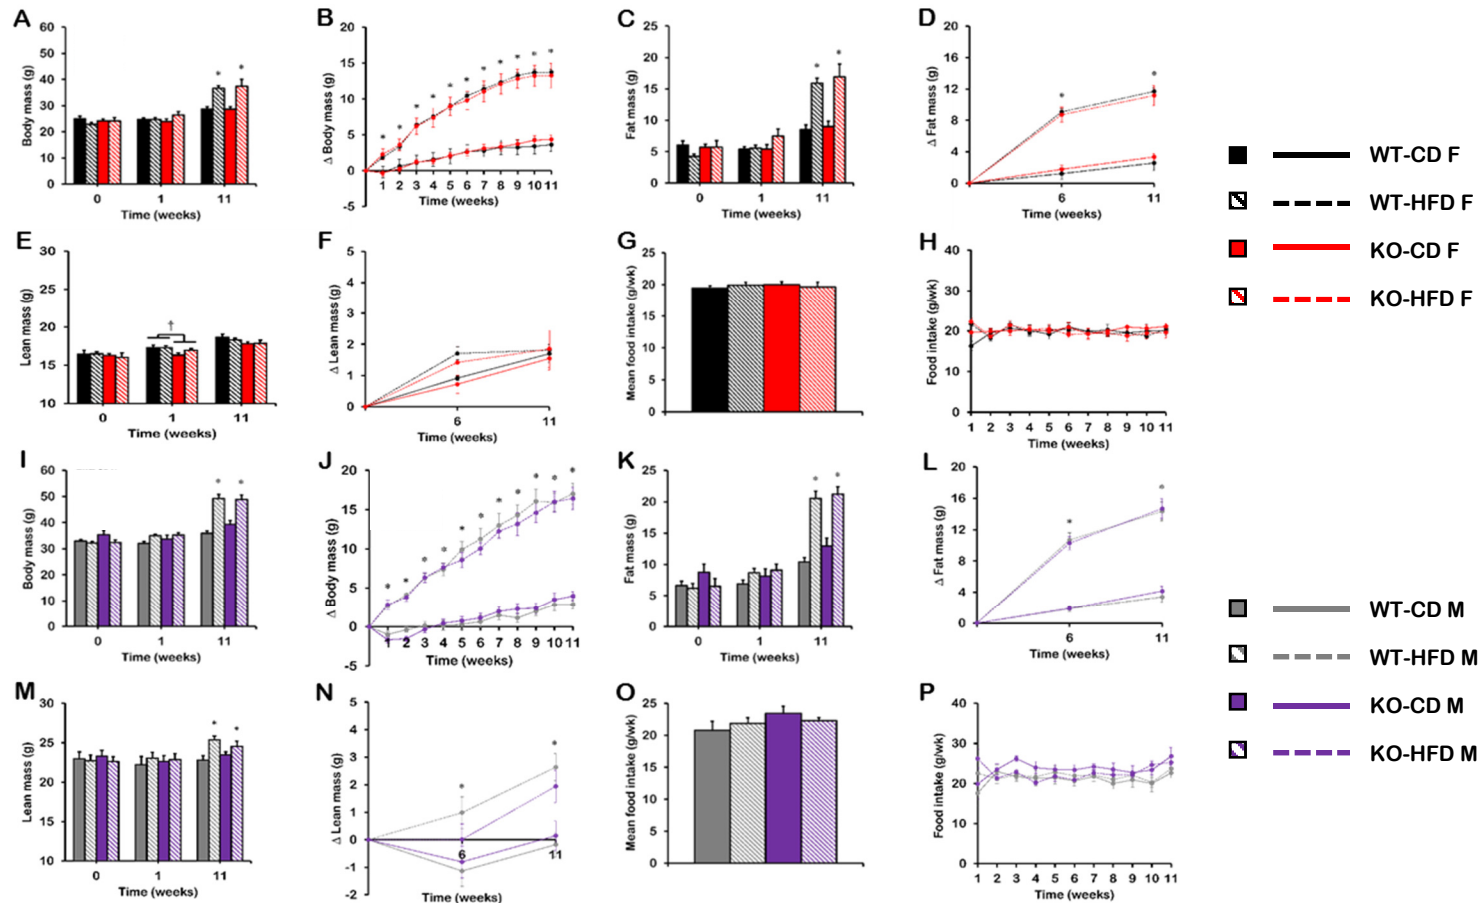 A
Body mass (g)
60
50
40
30
20
10
0
0 1 11
Time (weeks)
B
Δ Body mass (g)
20
15
10
5
0
-5
* * * * * * * * * * *
1 2 3 4 5 6 7 8 9 10 11
Time (weeks)
C
Fat mass (g)
25
20
15
10
5
0
* *
0 1 11
Time (weeks)
D
Δ Fat mass (g)
20
16
12
8
4
0
* *
6 11
Time (weeks)
WT-CD F
WT-HFD F
KO-CD F
KO-HFD F
E
Lean mass (g)
30
25
20
15
10
†
0 1 11
Time (weeks)
F
Δ Lean mass (g)
5
4
3
2
1
0
6 11
Time (weeks)
G
Mean food intake (g/wk)
25
20
15
10
5
0
H
Food intake (g/wk)
40
30
20
10
0
1 2 3 4 5 6 7 8 9 10 11
Time (weeks)
I
Body mass (g)
60
50
40
30
20
10
0
* *
0 1 11
Time (weeks)
J
Δ Body mass (g)
20
15
10
5
0
-5
* * * * * * * * * * *
1 2 3 4 5 6 7 8 9 10 11
Time (weeks)
K
Fat mass (g)
25
20
15
10
5
0
* *
0 1 11
Time (weeks)
L
Δ Fat mass (g)
20
16
12
8
4
0
* *
6 11
Time (weeks)
WT-CD M
WT-HFD M
KO-CD M
KO-HFD M
M
Lean mass (g)
30
25
20
15
10
* *
0 1 11
Time (weeks)
N
Δ Lean mass (g)
5
4
3
2
1
0
-1
-2
* *
6 11
Time (weeks)
O
Mean food intake (g/wk)
25
20
15
10
5
0
P
Food intake (g/wk)
40
30
20
10
0
1 2 3 4 5 6 7 8 9 10 11
Time (weeks)